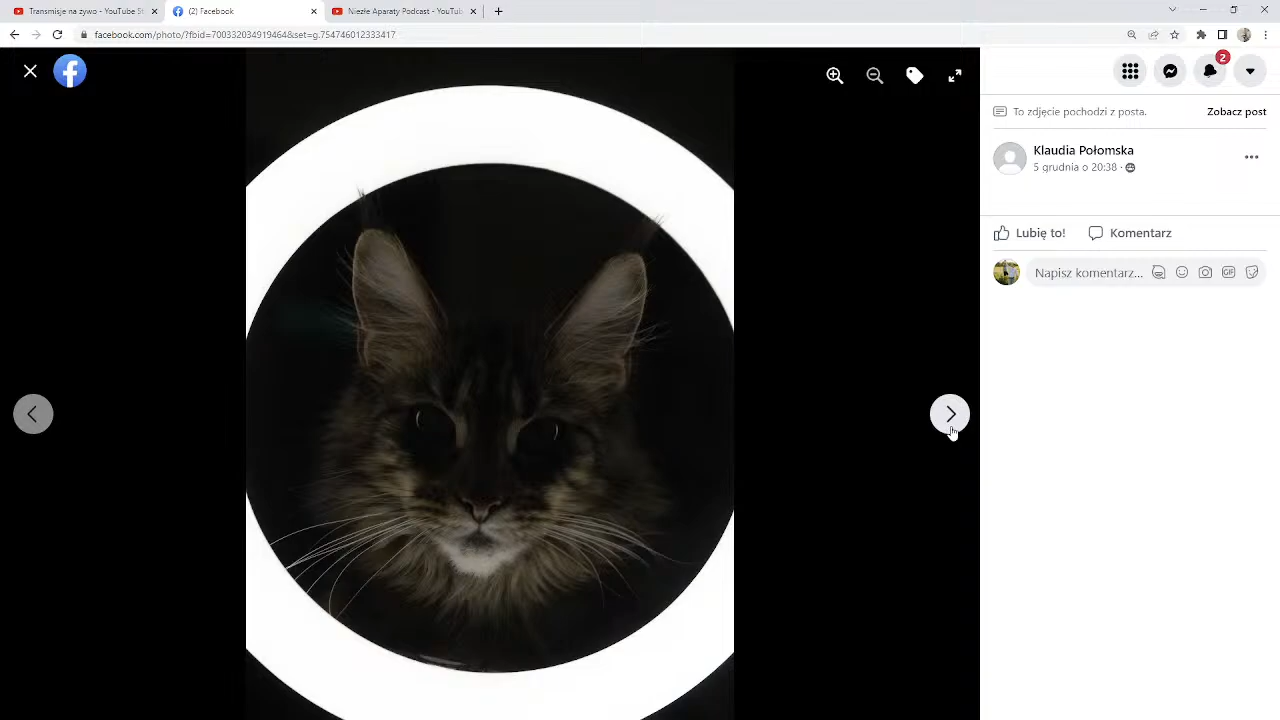 Transmisje na żywo - YouTube St
(2) Facebook
Niezłe Aparaty Podcast - YouTub
facebook.com/photo/?fbid=700332034919464&set=g.754746012333417
2
To zdjęcie pochodzi z posta.
Zobacz post
Klaudia Połomska
5 grudnia o 20:38 ·
Lubię to!
Komentarz
Napisz komentarz...
GIF